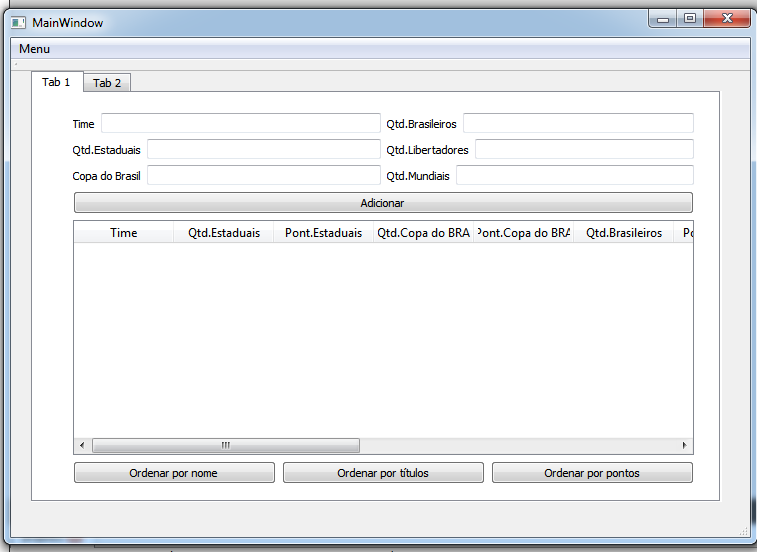 MainWindow
Menu
Tab 1 Tab 2
Time Qtd.Brasileiros
Qtd.Estaduais Qtd.Libertadores
Copa do Brasil Qtd.Mundiais
Adicionar
Time Qtd.Estaduais Pont.Estaduais Qtd.Copa do BRA Pont.Copa do BRA Qtd.Brasileiros
Ordenar por nome Ordenar por títulos Ordenar por pontos